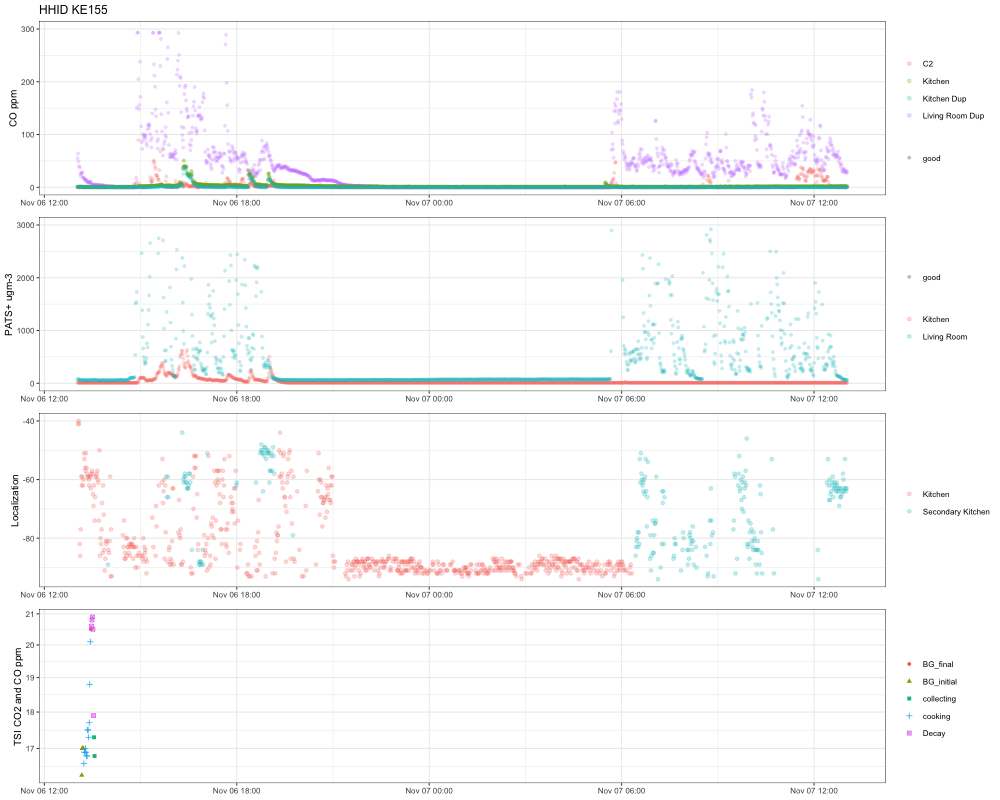 HHID KE155
CO ppm
300
200
100
0
Nov 06 12:00
Nov 06 18:00
Nov 07 00:00
Nov 07 06:00
Nov 07 12:00
C2
Kitchen
Kitchen Dup
Living Room Dup
good
PATS+ ugm-3
3000
2000
1000
0
Nov 06 12:00
Nov 06 18:00
Nov 07 00:00
Nov 07 06:00
Nov 07 12:00
good
Kitchen
Living Room
Localization
-40
-60
-80
Nov 06 12:00
Nov 06 18:00
Nov 07 00:00
Nov 07 06:00
Nov 07 12:00
Kitchen
Secondary Kitchen
TSI CO2 and CO ppm
21
20
19
18
17
Nov 06 12:00
Nov 06 18:00
Nov 07 00:00
Nov 07 06:00
Nov 07 12:00
BG_final
BG_initial
collecting
cooking
Decay